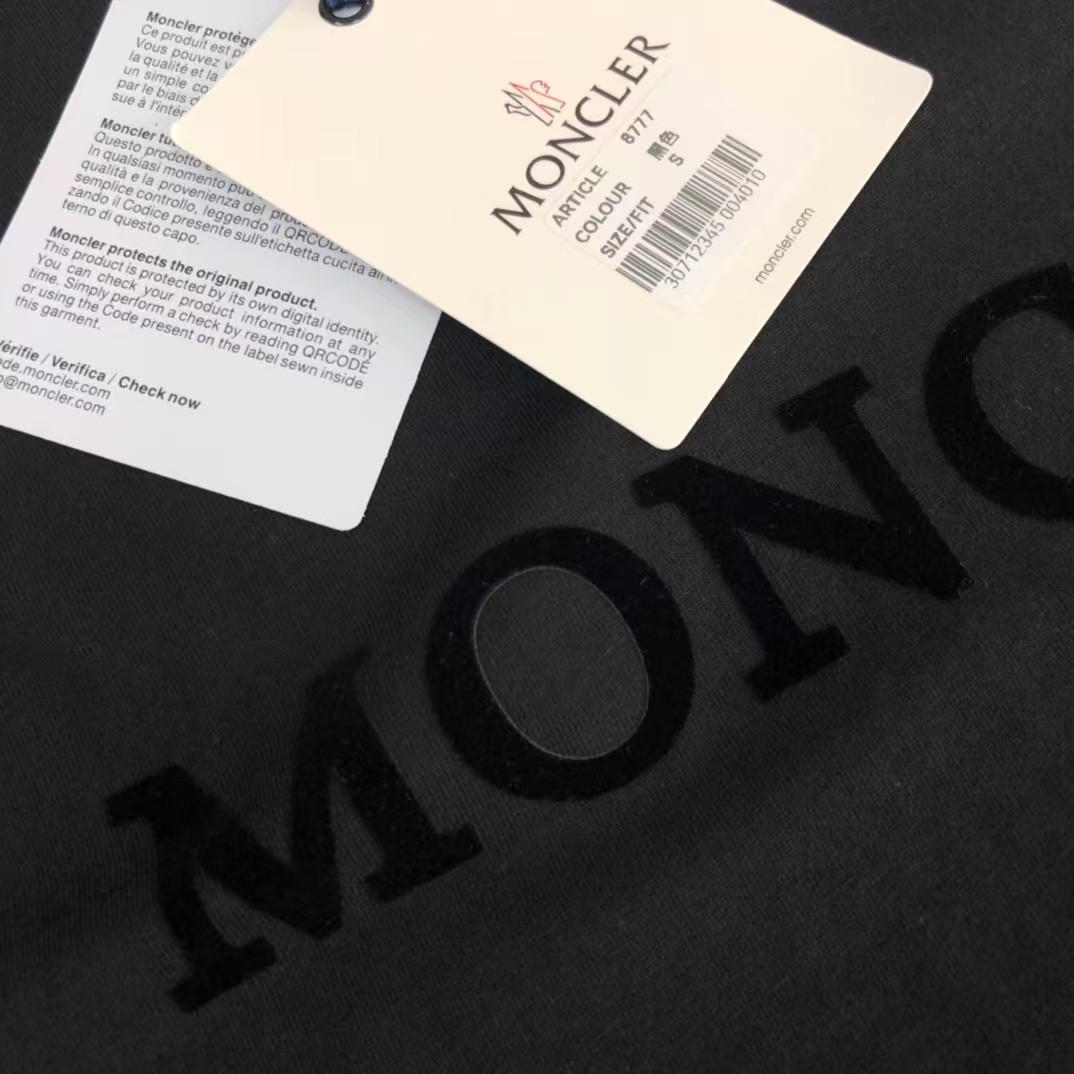 Moncler protège
Ce produit est p
Vous pouvez v
la qualité et la
un simple co
par le biais d
sue à l'intér
Moncler tu
Questo prodotto è
In qualsiasi momento può
qualità e la provenienza del prod
semplice controllo, leggendo il QRCODE
zando il Codice presente sull'etichetta cucita all'in
terno di questo capo.
Moncler protects the original product.
This product is protected by its own digital identity.
You can check your product information at any
time. Simply perform a check by reading QRCODE
or using the Code present on the label sewn inside
this garment.
érifie / Verifica / Check now
ode.moncler.com
o@moncler.com
MONCLER
ARTICLE 8777
COLOUR 黑色
SIZE/FIT S
30712345 004010
moncler.com
MONC